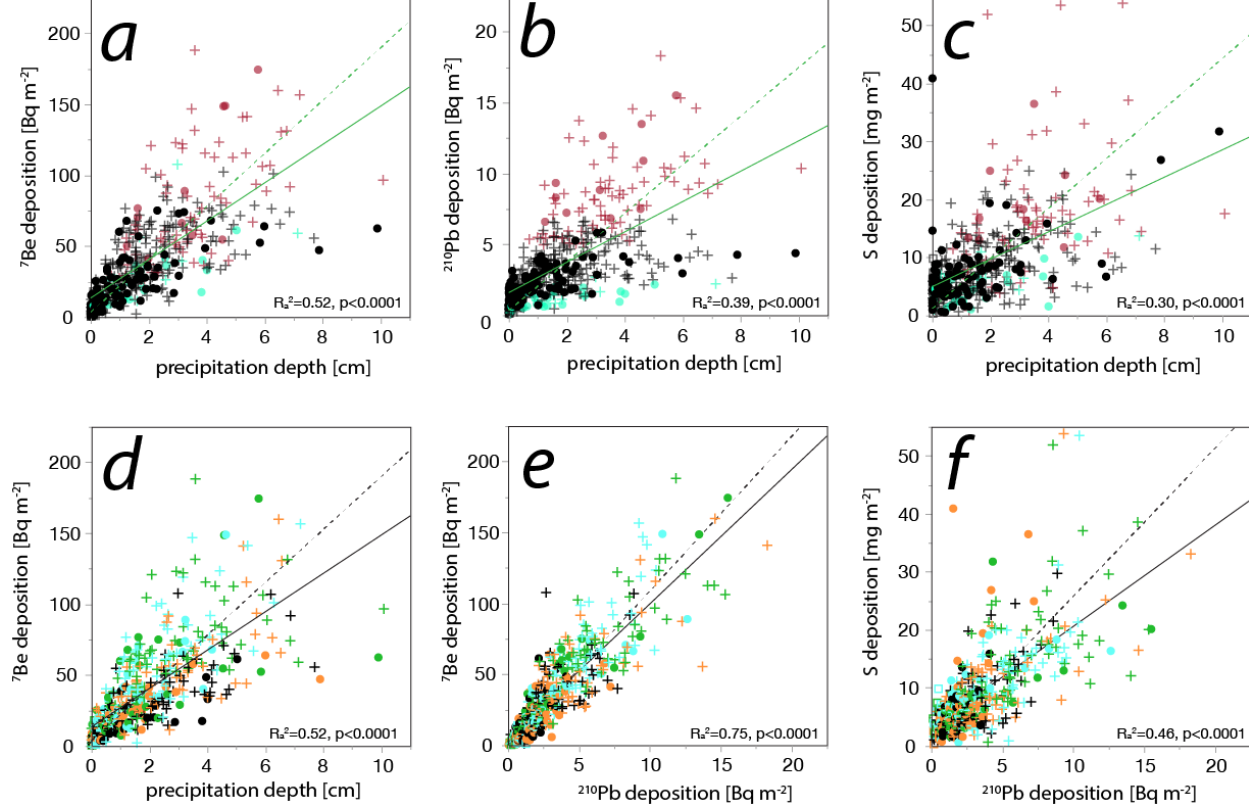 a
b
c
200
150
100
50
0
⁷Be deposition [Bq m⁻²]
0 2 4 6 8 10
precipitation depth [cm]
Rₐ²=0.52, p<0.0001
20
15
10
5
0
²¹⁰Pb deposition [Bq m⁻²]
0 2 4 6 8 10
precipitation depth [cm]
Rₐ²=0.39, p<0.0001
50
40
30
20
10
0
S deposition [mg m⁻²]
0 2 4 6 8 10
precipitation depth [cm]
Rₐ²=0.30, p<0.0001
d
e
f
200
150
100
50
0
⁷Be deposition [Bq m⁻²]
0 2 4 6 8 10
precipitation depth [cm]
Rₐ²=0.52, p<0.0001
200
150
100
50
0
⁷Be deposition [Bq m⁻²]
0 5 10 15 20
²¹⁰Pb deposition [Bq m⁻²]
Rₐ²=0.75, p<0.0001
50
40
30
20
10
0
S deposition [mg m⁻²]
0 5 10 15 20
²¹⁰Pb deposition [Bq m⁻²]
Rₐ²=0.46, p<0.0001